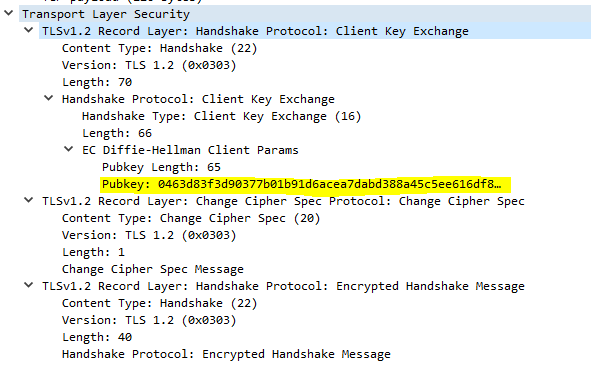 Transport Layer Security
TLSv1.2 Record Layer: Handshake Protocol: Client Key Exchange
Content Type: Handshake (22)
Version: TLS 1.2 (0x0303)
Length: 70
Handshake Protocol: Client Key Exchange
Handshake Type: Client Key Exchange (16)
Length: 66
EC Diffie-Hellman Client Params
Pubkey Length: 65
Pubkey: 0463d83f3d90377b01b91d6acea7dabd388a45c5ee616df8…
TLSv1.2 Record Layer: Change Cipher Spec Protocol: Change Cipher Spec
Content Type: Change Cipher Spec (20)
Version: TLS 1.2 (0x0303)
Length: 1
Change Cipher Spec Message
TLSv1.2 Record Layer: Handshake Protocol: Encrypted Handshake Message
Content Type: Handshake (22)
Version: TLS 1.2 (0x0303)
Length: 40
Handshake Protocol: Encrypted Handshake Message